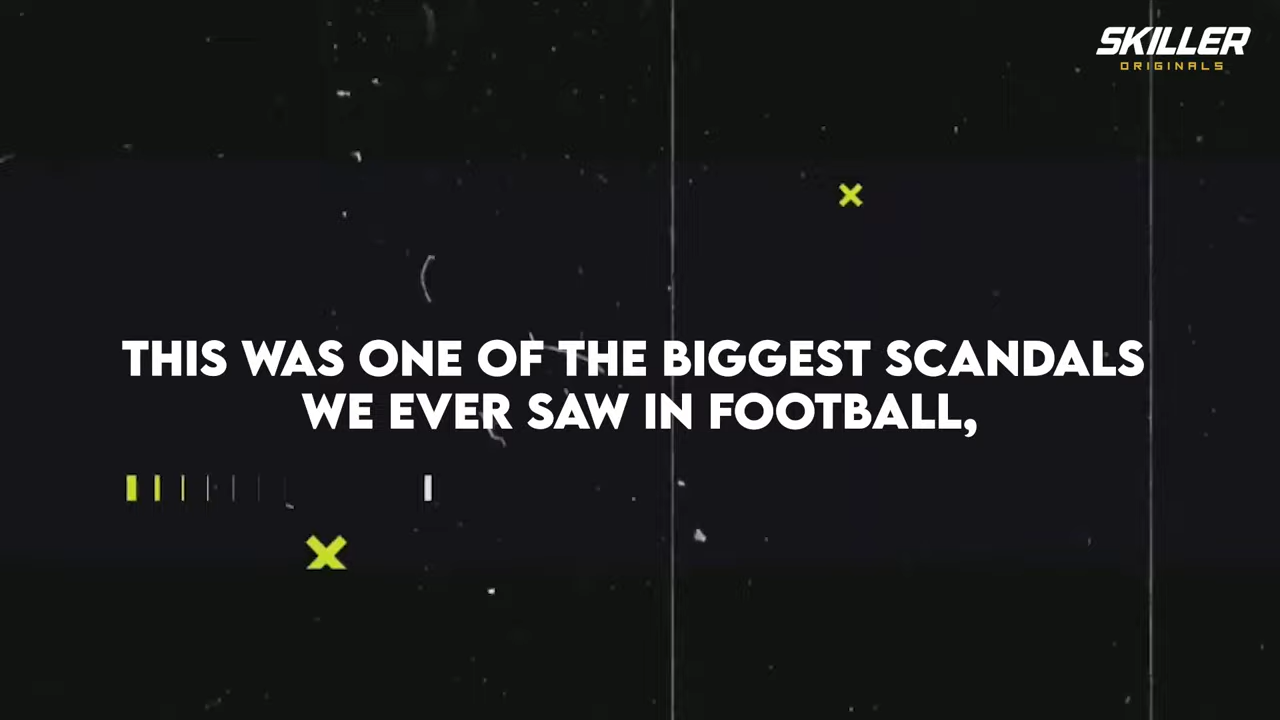 SKILLER
ORIGINALS
THIS WAS ONE OF THE BIGGEST SCANDALS
WE EVER SAW IN FOOTBALL,